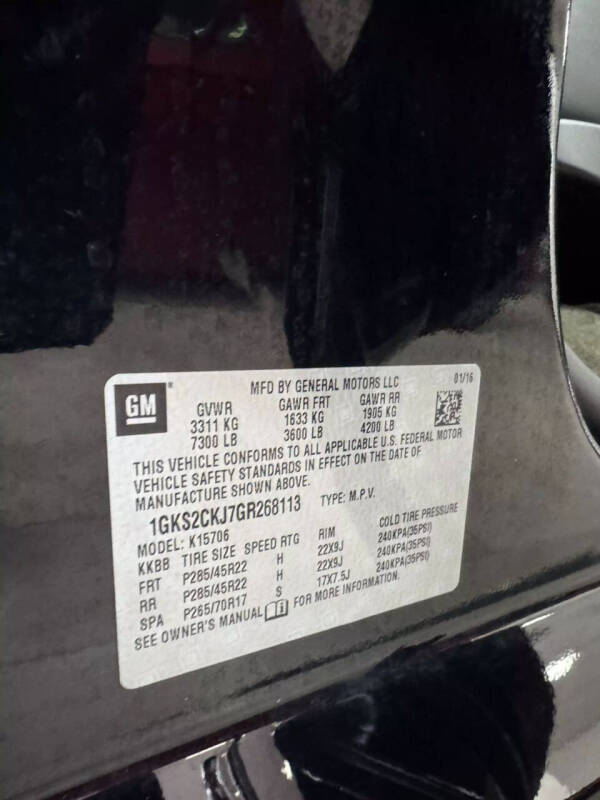 GM
MFD BY GENERAL MOTORS LLC 01/16
GVWR GAWR FRT GAWR RR
3311 KG 1633 KG 1905 KG
7300 LB 3600 LB 4200 LB
THIS VEHICLE CONFORMS TO ALL APPLICABLE U.S. FEDERAL MOTOR
VEHICLE SAFETY STANDARDS IN EFFECT ON THE DATE OF
MANUFACTURE SHOWN ABOVE.
1GKS2CKJ7GR268113 TYPE: M.P.V.
MODEL: K15706
KKBB TIRE SIZE SPEED RTG RIM COLD TIRE PRESSURE
FRT P285/45R22 H 22X9J 240KPA(35PSI)
RR P285/45R22 H 22X9J 240KPA(35PSI)
SPA P265/70R17 S 17X7.5J 240KPA(35PSI)
SEE OWNER'S MANUAL FOR MORE INFORMATION.